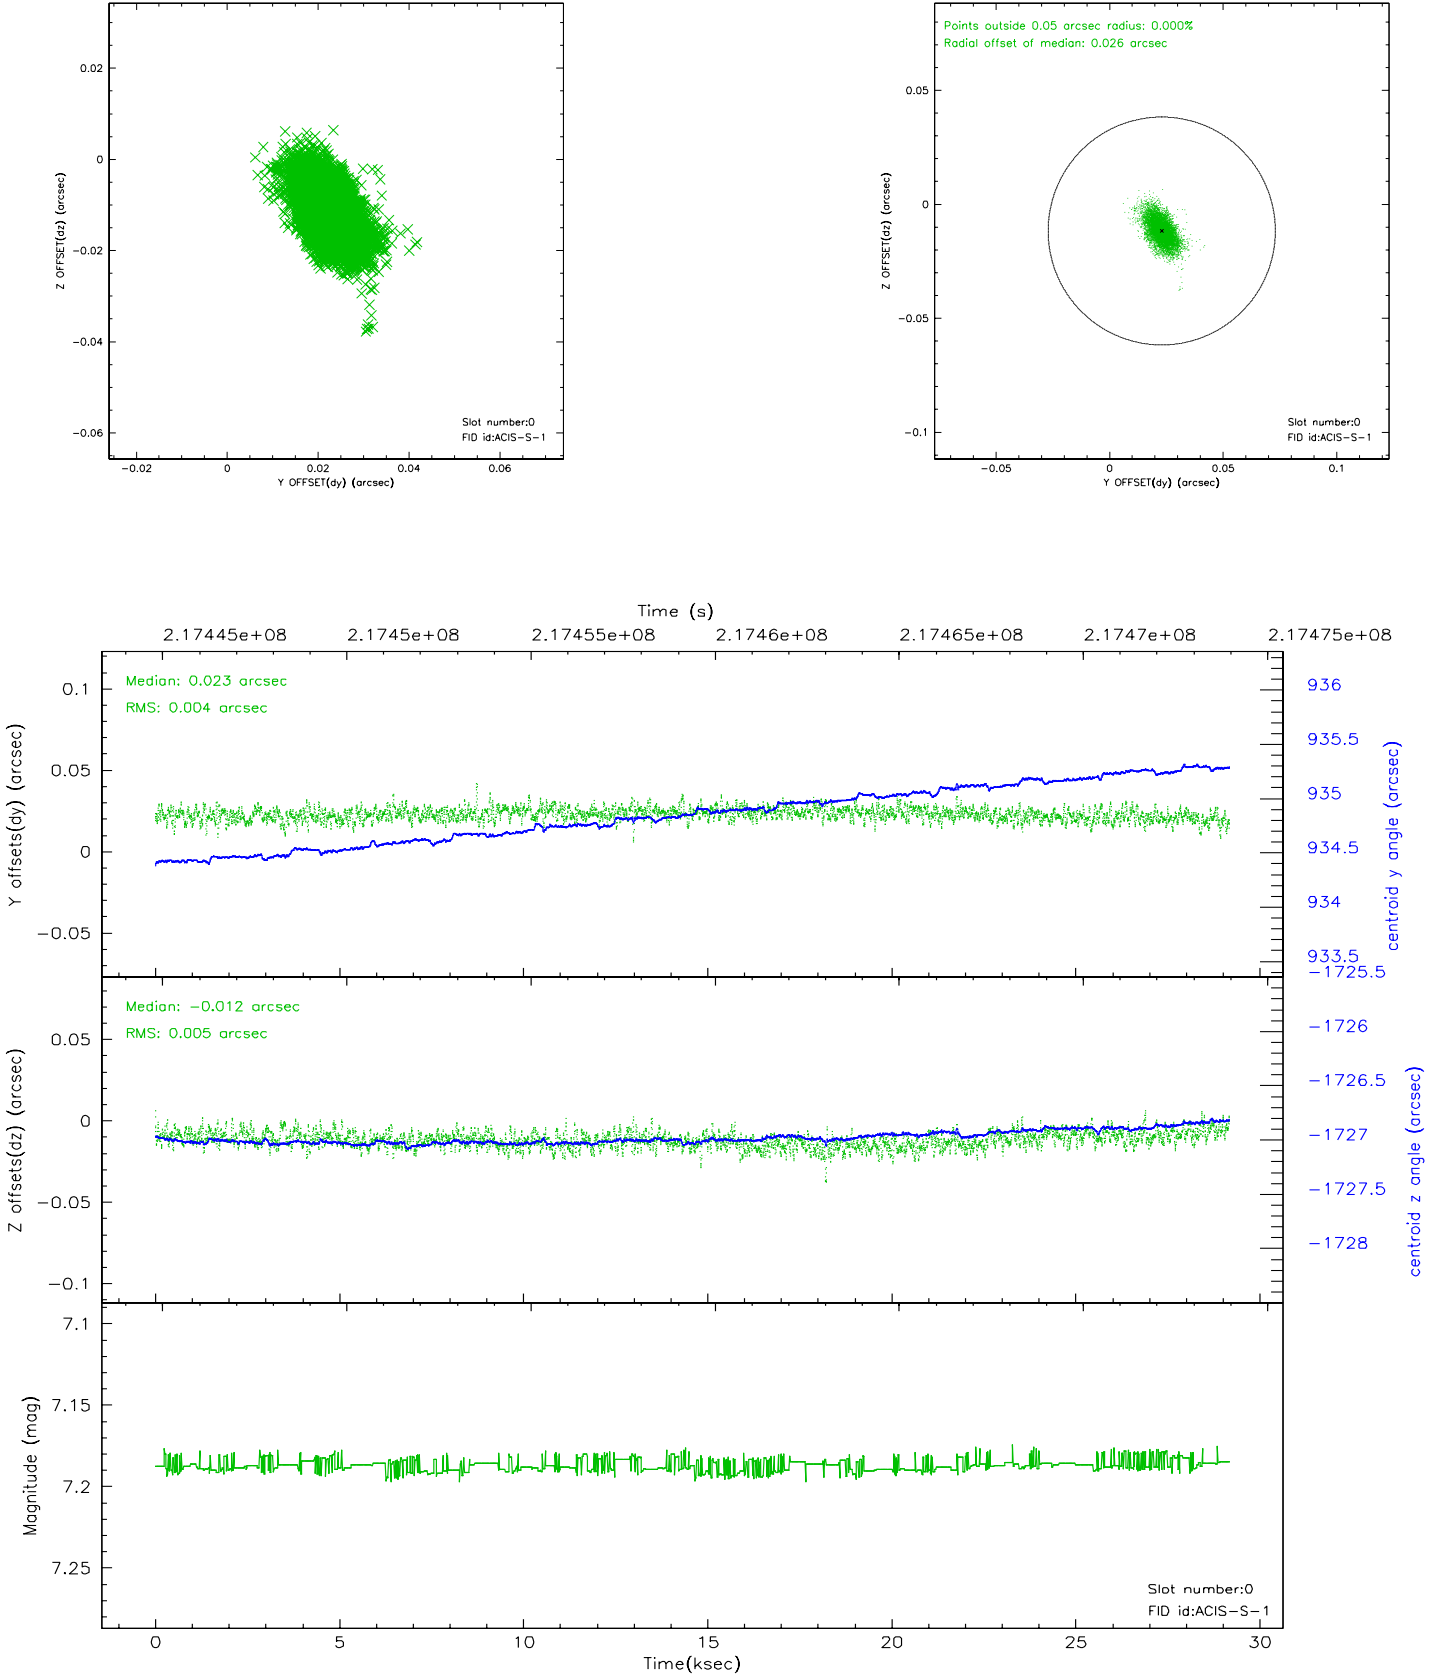 0.02
0
-0.02
-0.04
-0.06
Z OFFSET(dz) (arcsec)
Slot number:0
FID id:ACIS-S-1
-0.02 0 0.02 0.04 0.06
Y OFFSET(dy) (arcsec)
Points outside 0.05 arcsec radius: 0.000%
Radial offset of median: 0.026 arcsec
0.05
0
-0.05
-0.1
Z OFFSET(dz) (arcsec)
Slot number:0
FID id:ACIS-S-1
-0.05 0 0.05 0.1
Y OFFSET(dy) (arcsec)
Time (s)
2.17445e+08 2.1745e+08 2.17455e+08 2.1746e+08 2.17465e+08 2.1747e+08 2.17475e+08
Median: 0.023 arcsec
RMS: 0.004 arcsec
0.1
0.05
0
-0.05
Y offsets(dy) (arcsec)
936
935.5
935
934.5
934
933.5
centroid y angle (arcsec)
-1725.5
Median: -0.012 arcsec
RMS: 0.005 arcsec
0.05
0
-0.05
-0.1
Z offsets(dz) (arcsec)
-1726
-1726.5
-1727
-1727.5
-1728
centroid z angle (arcsec)
7.1
7.15
7.2
7.25
Magnitude (mag)
Slot number:0
FID id:ACIS-S-1
0 5 10 15 20 25 30
Time(ksec)